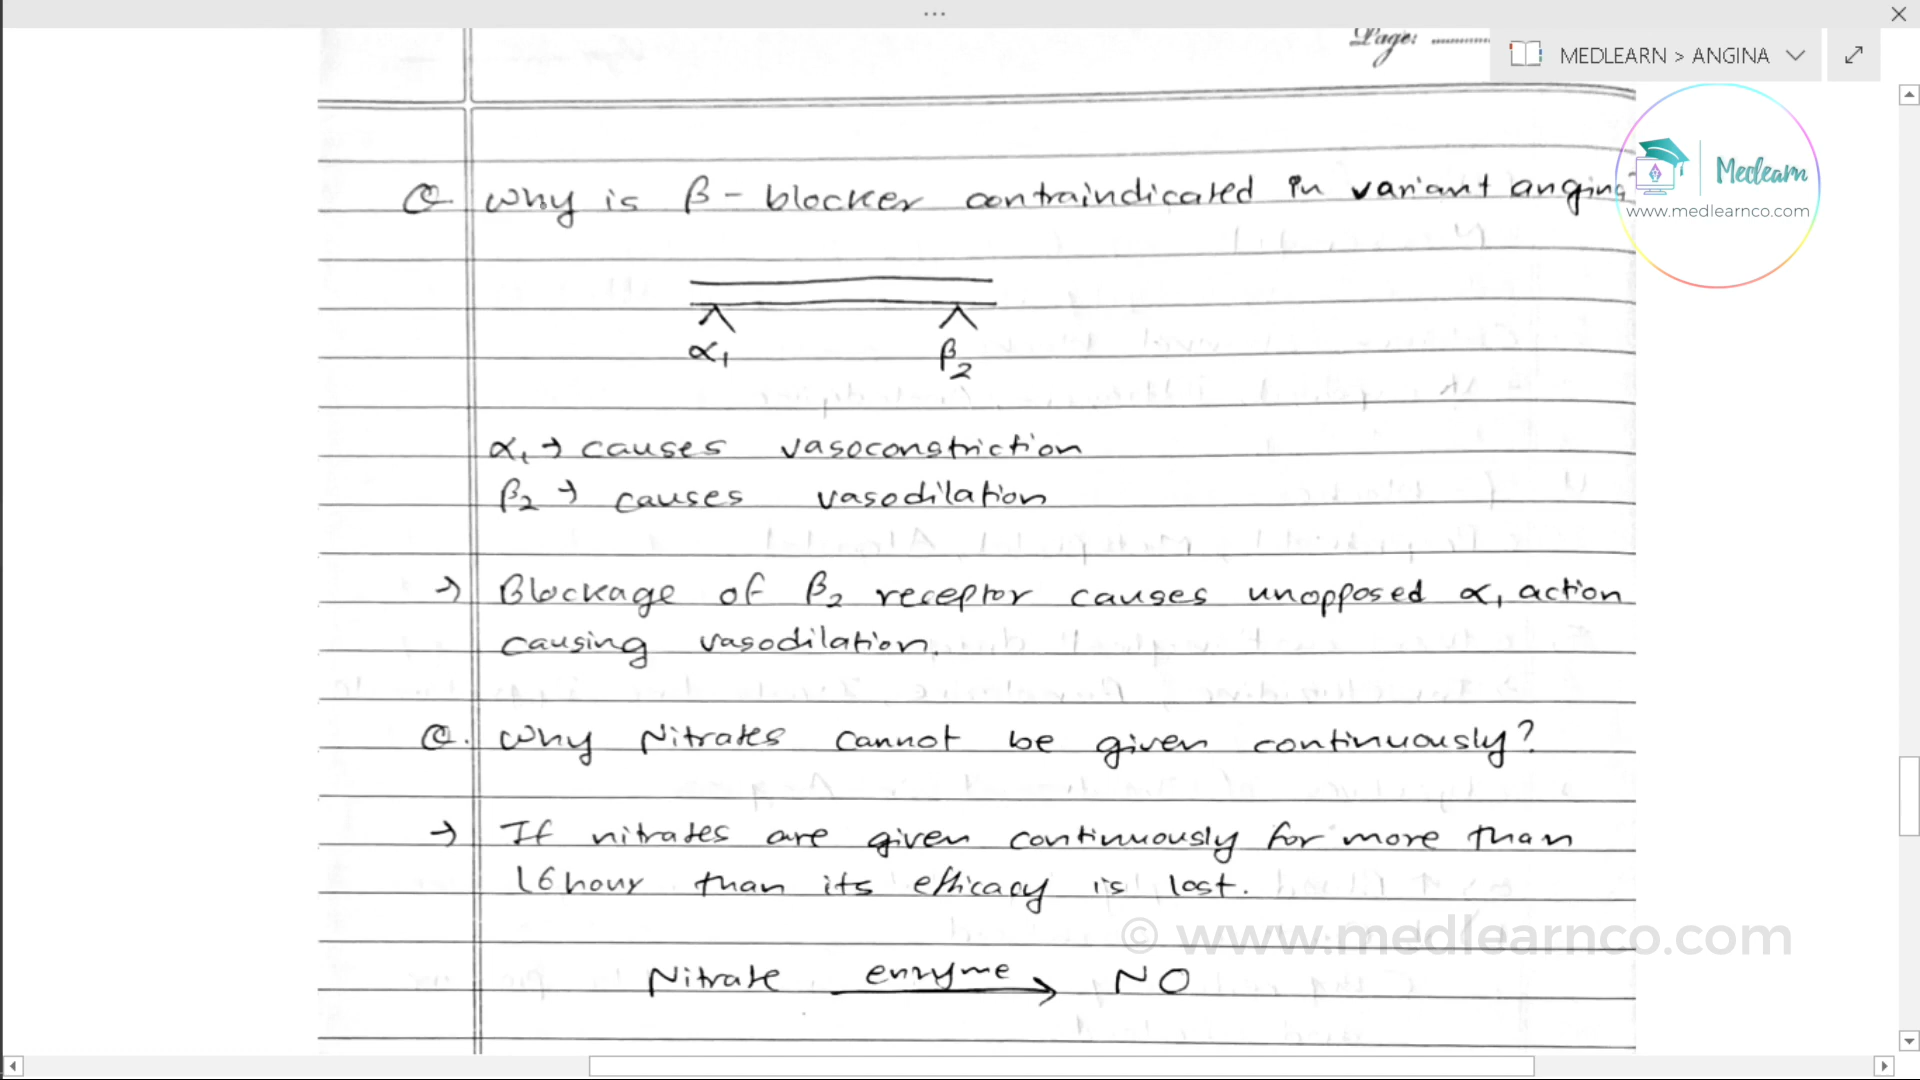 Page:
MEDLEARN > ANGINA
Medlearn
www.medlearnco.com
Q. Why is β - blocker contraindicated in variant angina
α1 β2
α1 → causes vasoconstriction
β2 → causes vasodilation
→ Blockage of β2 receptor causes unopposed α1 action
causing vasodilation.
Q. Why Nitrates cannot be given continuously?
→ If nitrates are given continuously for more than
16 hour than its efficacy is lost.
© www.medlearnco.com
Nitrate enzyme → NO